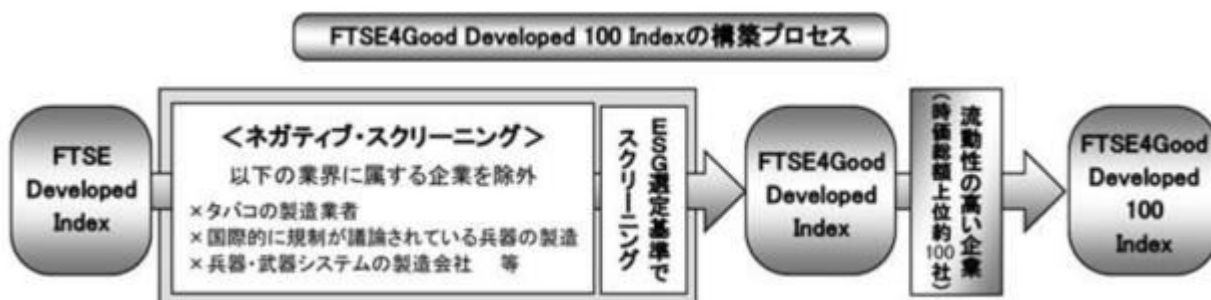 FTSE4Good Developed 100 Indexの構築プロセス
FTSE
Developed
Index
＜ネガティブ・スクリーニング＞
以下の業界に属する企業を除外
×タバコの製造業者
×国際的に規制が議論されている兵器の製造
×兵器・武器システムの製造会社　等
ESG選定基準で
スクリーニング
FTSE4Good
Developed
Index
流動性の高い企業
（時価総額上位約100社）
FTSE4Good
Developed
100
Index